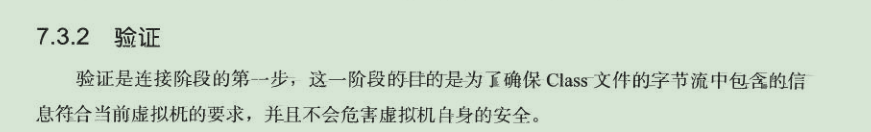 7.3.2 验证
验证是连接阶段的第一步，这一阶段的目的是为了确保 Class 文件的字节流中包含的信
息符合当前虚拟机的要求，并且不会危害虚拟机自身的安全。